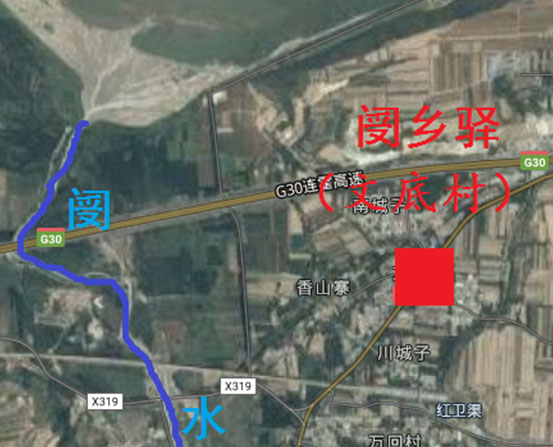 阌乡驿
G30
G30连霍高速
（文底村）
南城子
阌
G30
香山寨
川城子
X319
X319
红卫渠
水
万回村